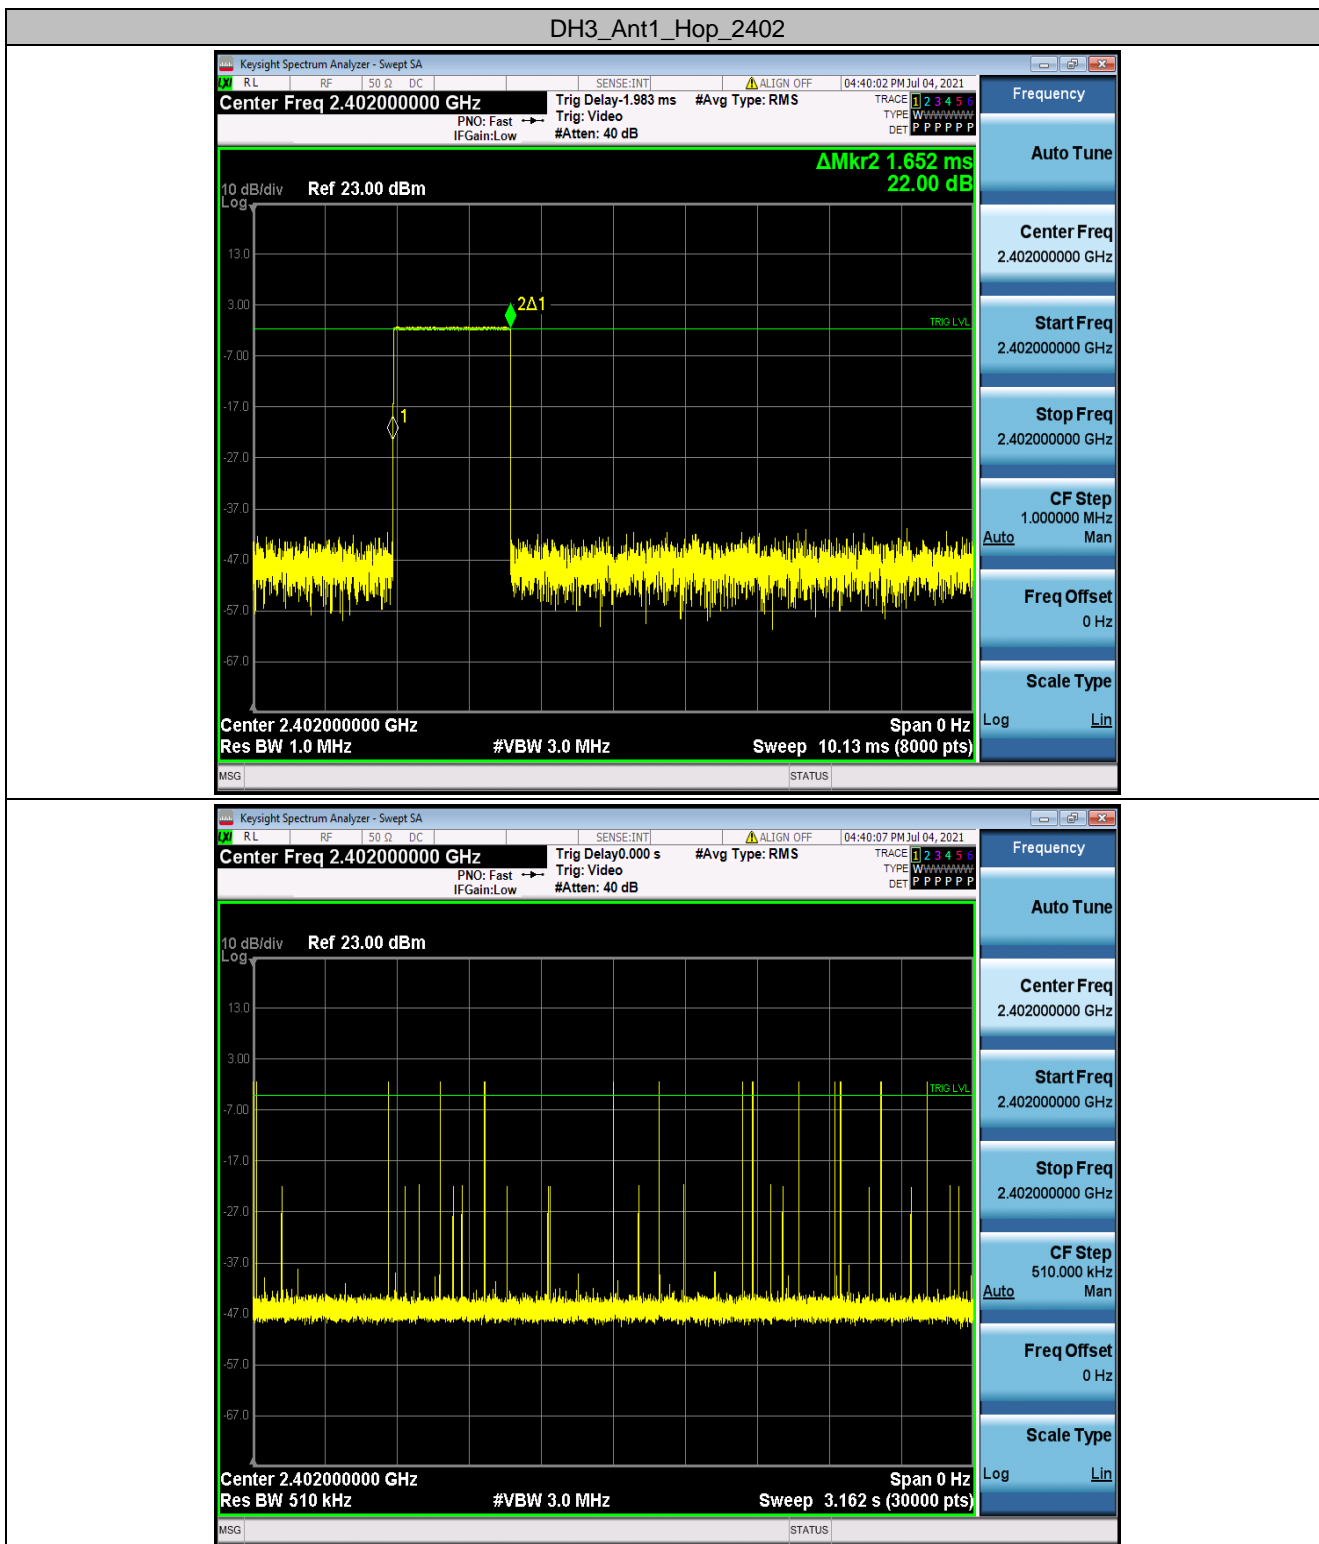 DH3_Ant1_Hop_2402
Keysight Spectrum Analyzer - Swept SA
LXI RL RF 50 Ω DC SENSE:INT ALIGN OFF 04:40:02 PM Jul 04, 2021
Center Freq 2.402000000 GHz
Trig Delay-1.983 ms #Avg Type: RMS
TRACE 1 2 3 4 5 6
PNO: Fast Trig: Video
TYPE WWWWWW
IFGain:Low #Atten: 40 dB
DET P P P P P P
ΔMkr2 1.652 ms
22.00 dB
10 dB/div Ref 23.00 dBm
Log
13.0
3.00
-7.00
-17.0
-27.0
-37.0
-47.0
-57.0
-67.0
2Δ1
TRIG LVL
1
Center 2.402000000 GHz Span 0 Hz
Res BW 1.0 MHz #VBW 3.0 MHz Sweep 10.13 ms (8000 pts)
MSG STATUS
Frequency
Auto Tune
Center Freq
2.402000000 GHz
Start Freq
2.402000000 GHz
Stop Freq
2.402000000 GHz
CF Step
1.000000 MHz
Auto Man
Freq Offset
0 Hz
Scale Type
Log Lin
Keysight Spectrum Analyzer - Swept SA
LXI RL RF 50 Ω DC SENSE:INT ALIGN OFF 04:40:07 PM Jul 04, 2021
Center Freq 2.402000000 GHz
Trig Delay0.000 s #Avg Type: RMS
TRACE 1 2 3 4 5 6
PNO: Fast Trig: Video
TYPE WWWWWW
IFGain:Low #Atten: 40 dB
DET P P P P P P
10 dB/div Ref 23.00 dBm
Log
13.0
3.00
-7.00
-17.0
-27.0
-37.0
-47.0
-57.0
-67.0
TRIG LVL
Center 2.402000000 GHz Span 0 Hz
Res BW 510 kHz #VBW 3.0 MHz Sweep 3.162 s (30000 pts)
MSG STATUS
Frequency
Auto Tune
Center Freq
2.402000000 GHz
Start Freq
2.402000000 GHz
Stop Freq
2.402000000 GHz
CF Step
510.000 kHz
Auto Man
Freq Offset
0 Hz
Scale Type
Log Lin